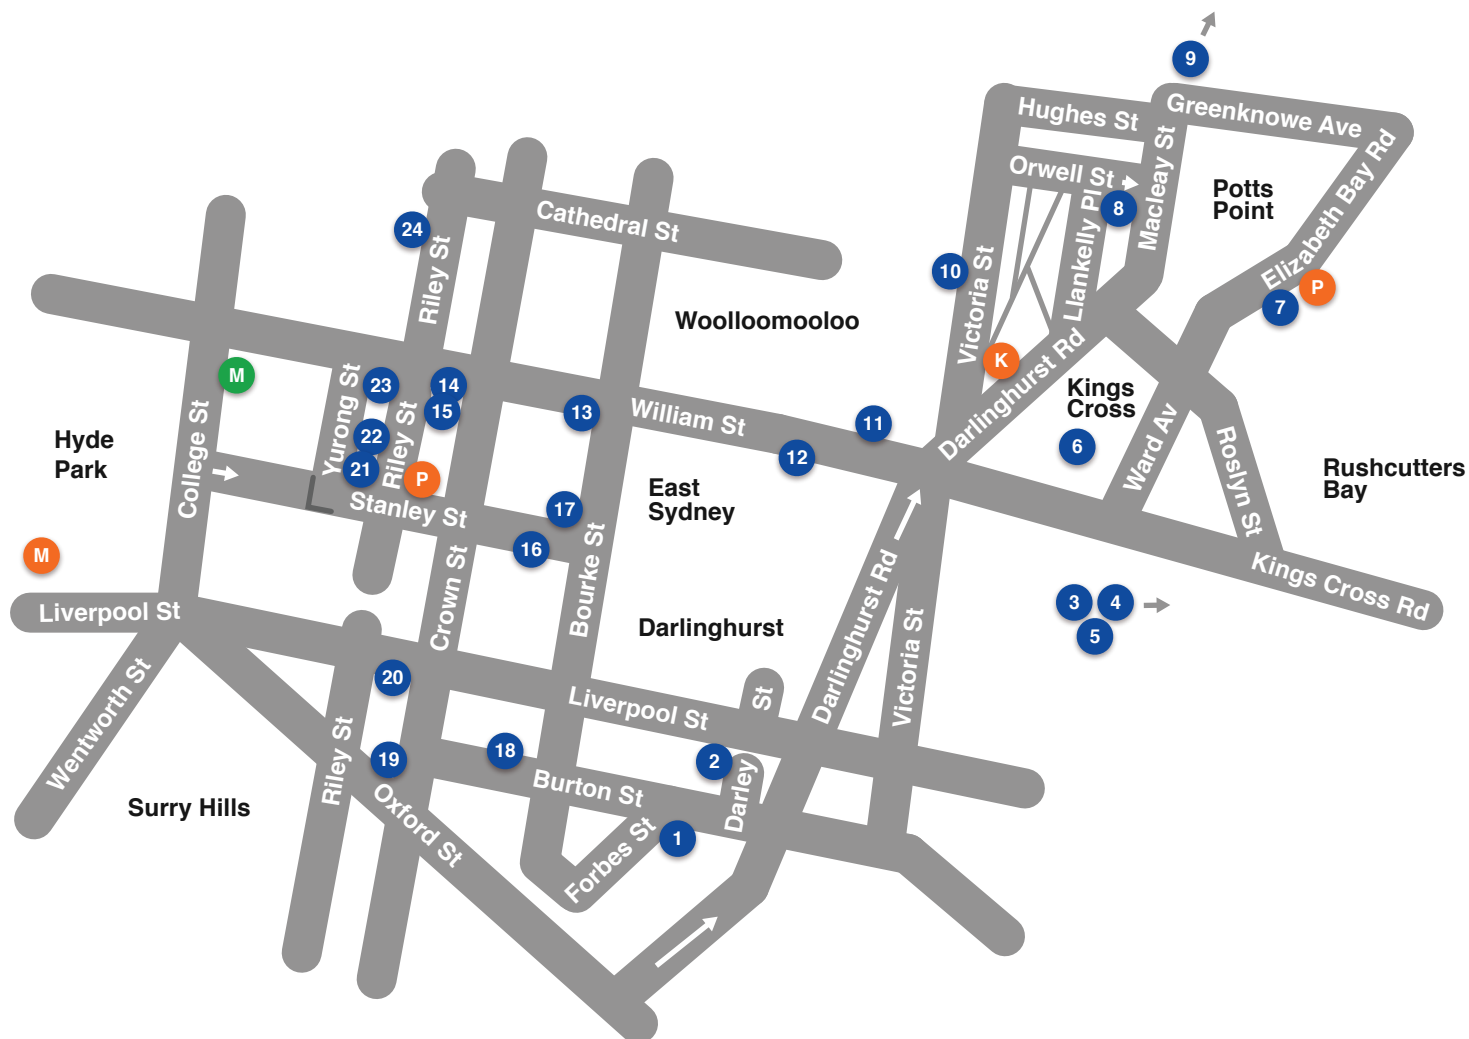 9
Hughes St
Greenknowe Ave
Orwell St
Macleay St
Elizabeth Bay Rd
Potts
Point
8
Llankelly Pl
24
Riley St
Cathedral St
10
Victoria St
P
7
Woolloomooloo
K
Darlinghurst Rd
M
Yurong St
23
14
15
13
William St
11
12
Kings
Cross
6
Ward Av
Roslyn St
Rushcutters
Bay
Hyde
Park
College St
22
21
Riley St
P
Stanley St
17
16
East
Sydney
M
Liverpool St
Crown St
Bourke St
Darlinghurst
Darlinghurst Rd
Victoria St
Kings Cross Rd
3
4
5
Wentworth St
20
Liverpool St
St
Riley St
19
18
Burton St
2
Darley
Surry Hills
Oxford St
Forbes St
1